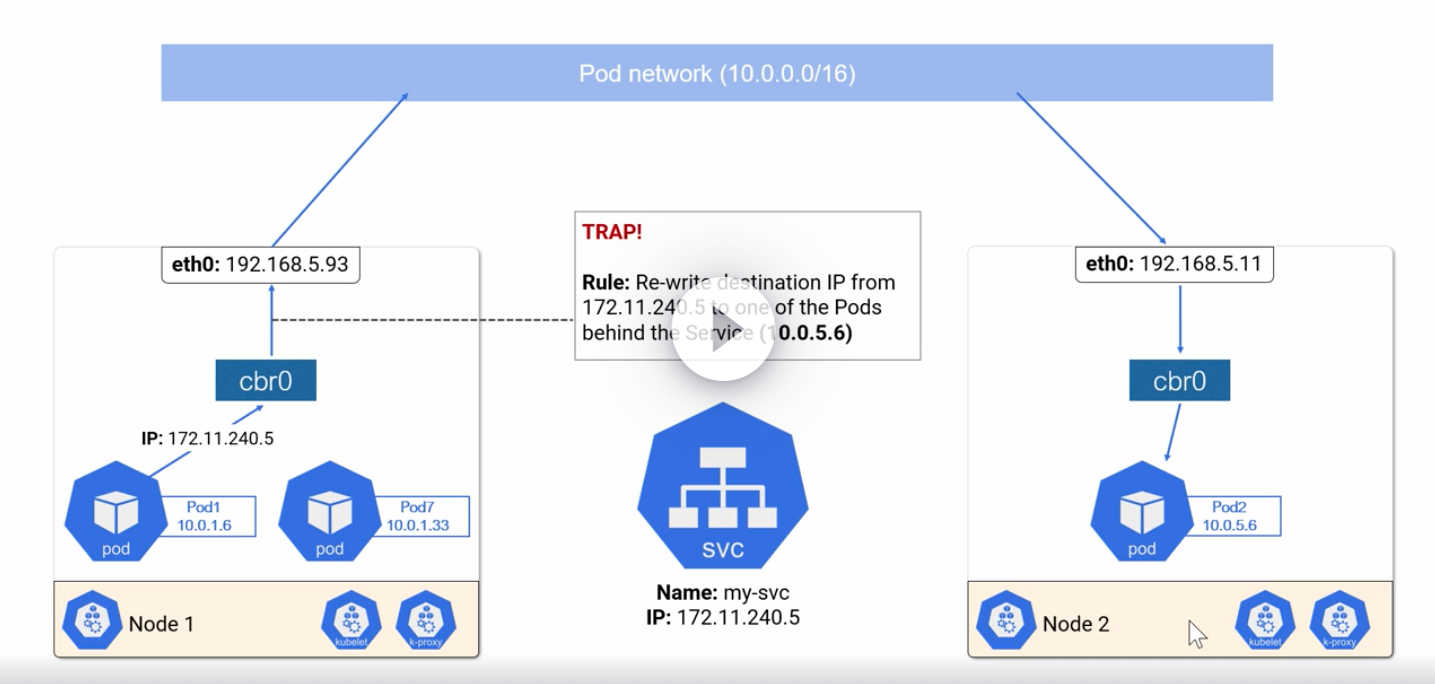 Pod network (10.0.0.0/16)
eth0: 192.168.5.93
TRAP!
Rule: Re-write destination IP from
172.11.240.5 to one of the Pods
behind the Service (10.0.5.6)
eth0: 192.168.5.11
cbr0
cbr0
IP: 172.11.240.5
Pod1
10.0.1.6
pod
Pod7
10.0.1.33
pod
SVC
Name: my-svc
IP: 172.11.240.5
Pod2
10.0.5.6
pod
Node 1
kubelet
k-proxy
Node 2
kubelet
k-proxy